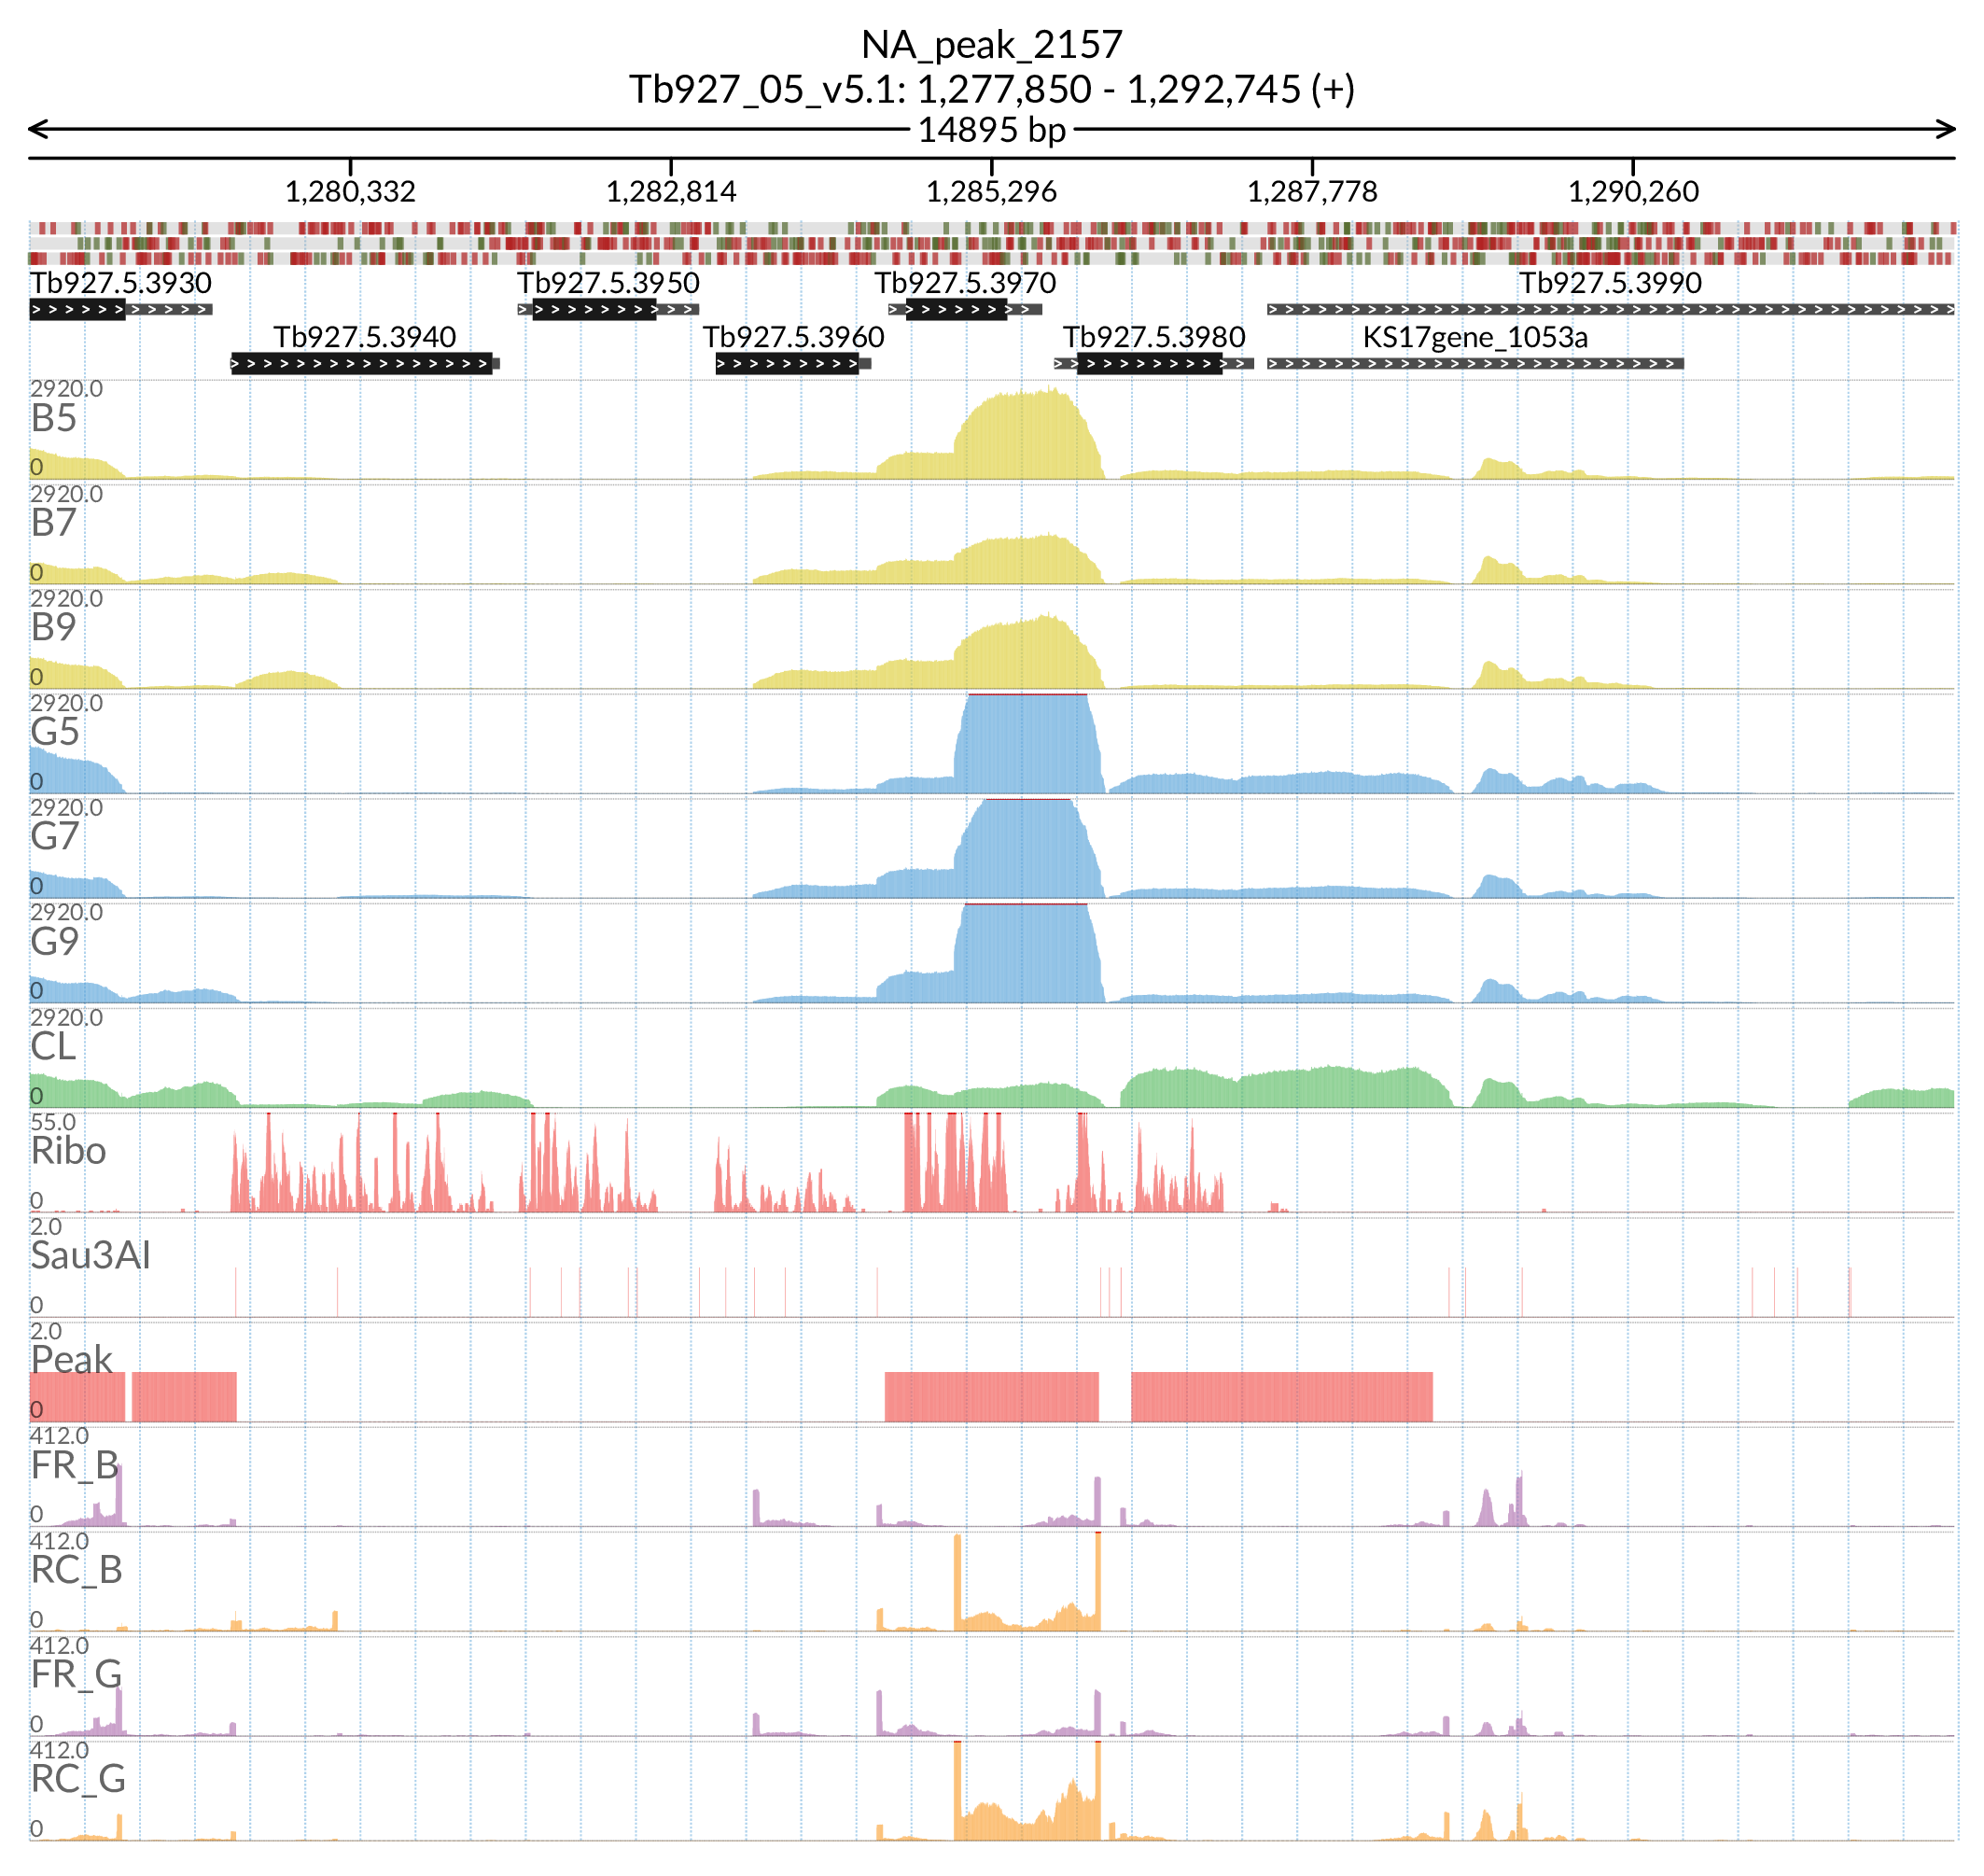 NA_peak_2157
Tb927_05_v5.1: 1,277,850 - 1,292,745 (+)
14895 bp
1,280,332 1,282,814 1,285,296 1,287,778 1,290,260
Tb927.5.3930 Tb927.5.3950 Tb927.5.3970 Tb927.5.3990
Tb927.5.3940 Tb927.5.3960 Tb927.5.3980 KS17gene_1053a
2920.0
B5
0
2920.0
B7
0
2920.0
B9
0
2920.0
G5
0
2920.0
G7
0
2920.0
G9
0
2920.0
CL
0
55.0
Ribo
0
2.0
Sau3AI
0
2.0
Peak
0
412.0
FR_B
0
412.0
RC_B
0
412.0
FR_G
0
412.0
RC_G
0